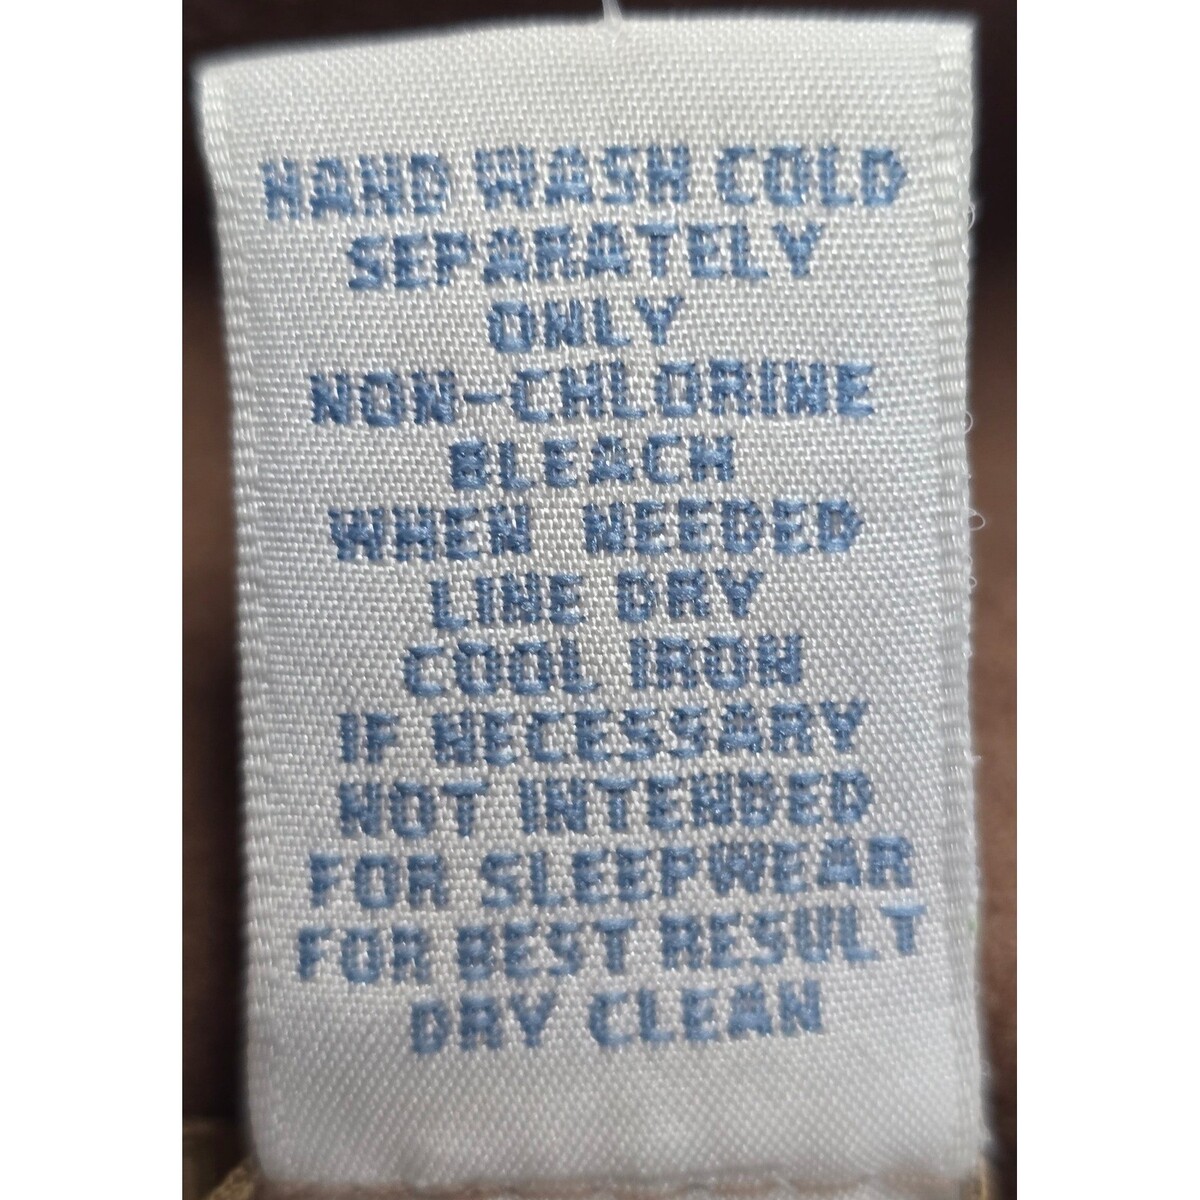 HAND WASH COLD
SEPARATELY
ONLY
NON-CHLORINE
BLEACH
WHEN NEEDED
LINE DRY
COOL IRON
IF NECESSARY
NOT INTENDED
FOR SLEEPWEAR
FOR BEST RESULT
DRY CLEAN